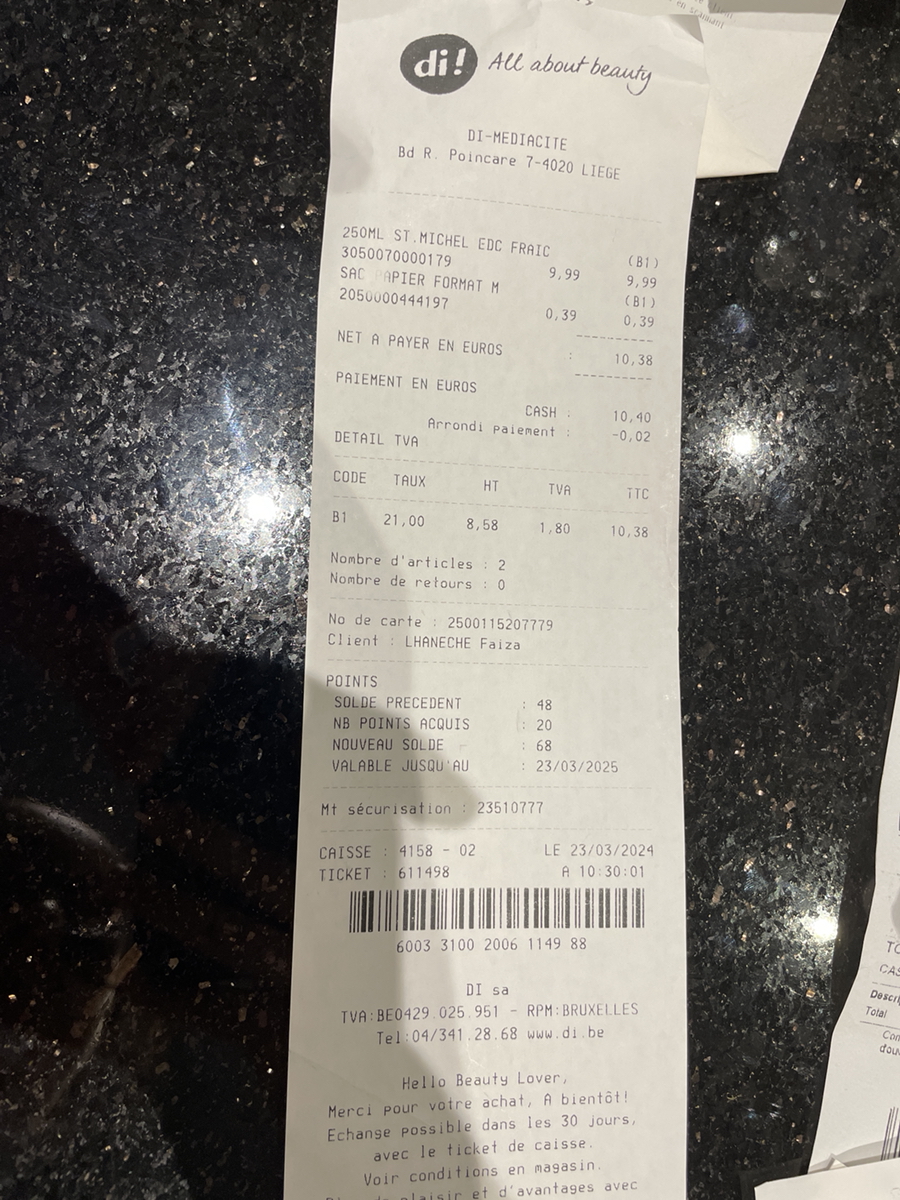 di! All about beauty
DI-MEDIACITE
Bd R. Poincare 7-4020 LIEGE
250ML ST.MICHEL EDC FRAIC (B1)
3050070000179 9,99 9,99
SAC PAPIER FORMAT M (B1)
2050000444197 0,39 0,39
NET A PAYER EN EUROS : 10,38
PAIEMENT EN EUROS
CASH : 10,40
Arrondi paiement : -0,02
DETAIL TVA
CODE TAUX HT TVA TTC
B1 21,00 8,58 1,80 10,38
Nombre d'articles : 2
Nombre de retours : 0
No de carte : 2500115207779
Client : LHANECHE Faiza
POINTS
SOLDE PRECEDENT : 48
NB POINTS ACQUIS : 20
NOUVEAU SOLDE : 68
VALABLE JUSQU'AU : 23/03/2025
Mt sécurisation : 23510777
CAISSE : 4158 - 02 LE 23/03/2024
TICKET : 611498 A 10:30:01
6003 3100 2006 1149 88
DI sa
TVA:BE0429.025.951 - RPM:BRUXELLES
Tel:04/341.28.68 www.di.be
Hello Beauty Lover,
Merci pour votre achat, A bientôt!
Echange possible dans les 30 jours,
avec le ticket de caisse.
Voir conditions en magasin.
plaisir et d'avantages avec
en scannant
Total